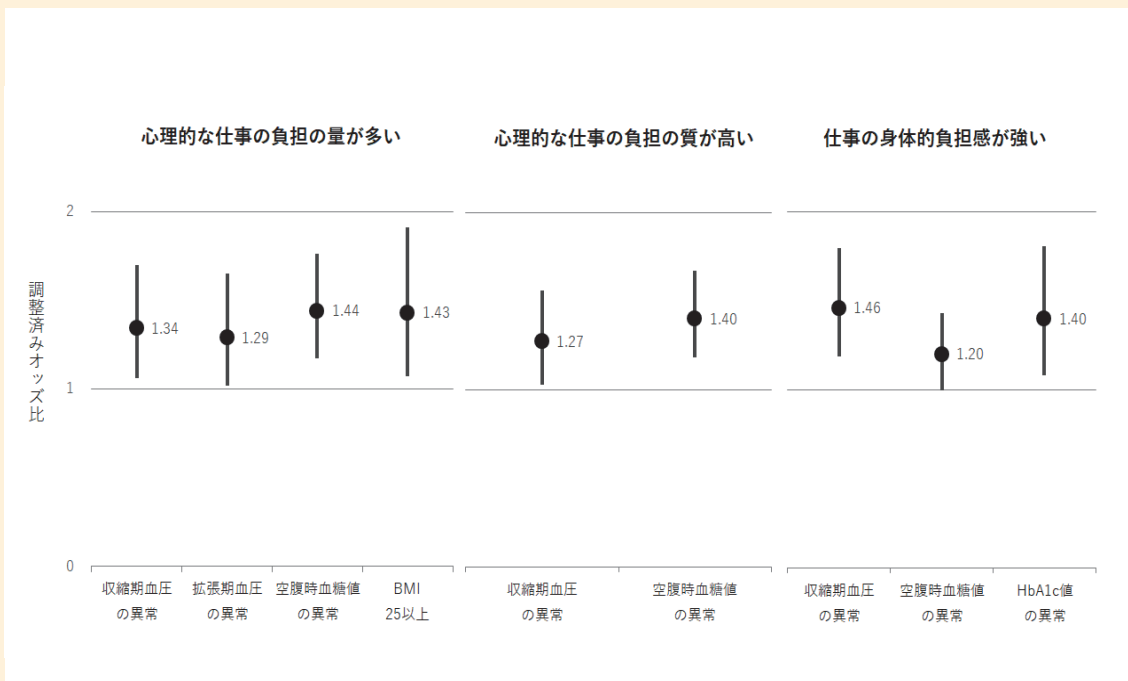 心理的な仕事の負担の量が多い
心理的な仕事の負担の質が高い
仕事の身体的負担感が強い
調整済みオッズ比
2
1
0
1.34
1.29
1.44
1.43
1.27
1.40
1.46
1.20
1.40
収縮期血圧
の異常
拡張期血圧
の異常
空腹時血糖値
の異常
BMI
25以上
収縮期血圧
の異常
空腹時血糖値
の異常
収縮期血圧
の異常
空腹時血糖値
の異常
HbA1c値
の異常